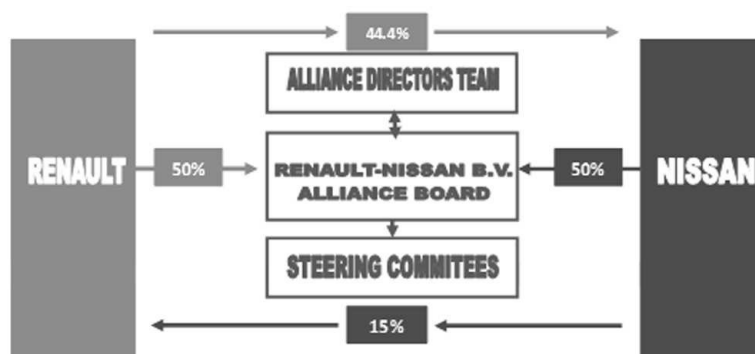 44.4%
ALLIANCE DIRECTORS TEAM
RENAULT
50%
RENAULT-NISSAN B.V.
ALLIANCE BOARD
50%
NISSAN
STEERING COMMITEES
15%